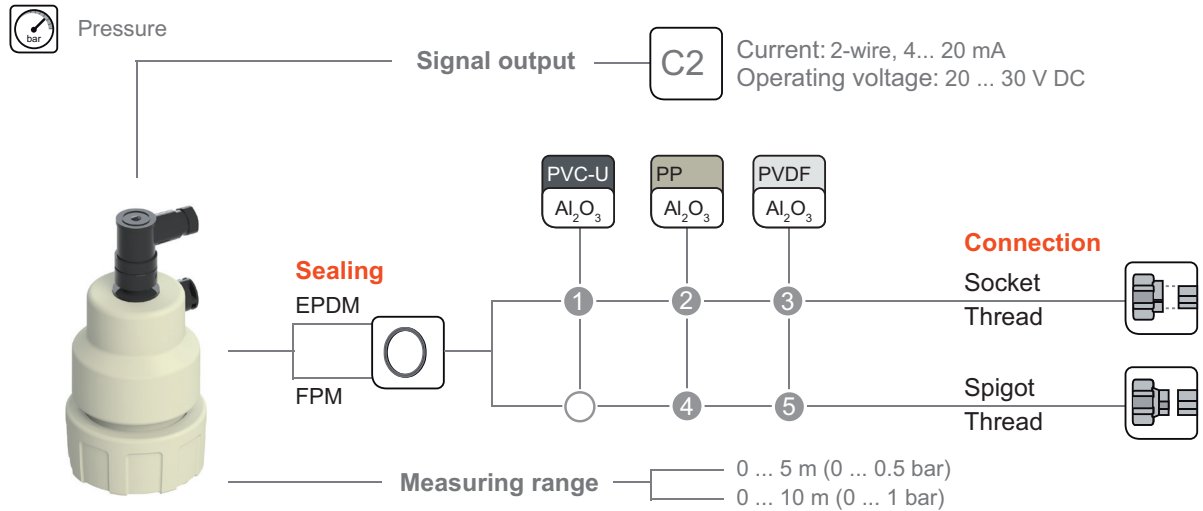 bar
Pressure
Signal output
C2
Current: 2-wire, 4... 20 mA
Operating voltage: 20 ... 30 V DC
PVC-U
Al₂O₃
PP
Al₂O₃
PVDF
Al₂O₃
Sealing
EPDM
FPM
Connection
1
2
3
Socket
Thread
4
5
Spigot
Thread
Measuring range
0 ... 5 m (0 ... 0.5 bar)
0 ... 10 m (0 ... 1 bar)